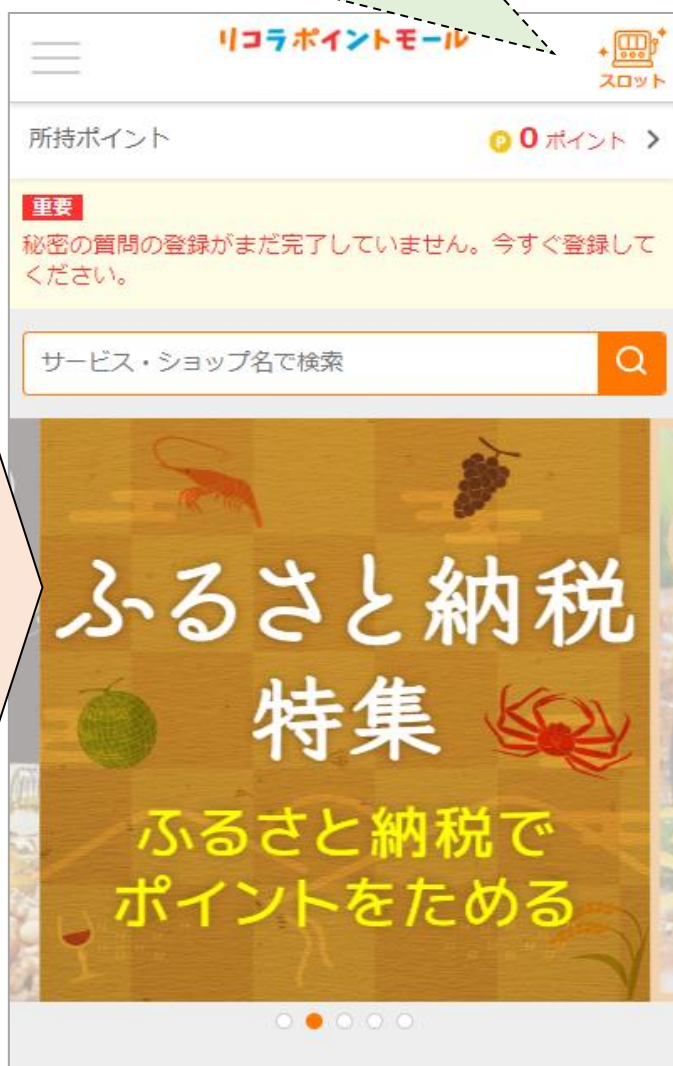 リコラポイントモール
スロット
所持ポイント
P 0 ポイント
重要
秘密の質問の登録がまだ完了していません。今すぐ登録して
ください。
サービス・ショップ名で検索
ふるさと納税
特集
ふるさと納税で
ポイントをためる